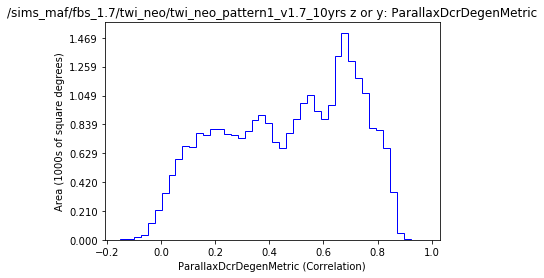 /sims_maf/fbs_1.7/twi_neo/twi_neo_pattern1_v1.7_10yrs z or y: ParallaxDcrDegenMetric
1.469
1.259
1.049
0.839
0.629
0.420
0.210
0.000
Area (1000s of square degrees)
−0.2 0.0 0.2 0.4 0.6 0.8 1.0
ParallaxDcrDegenMetric (Correlation)